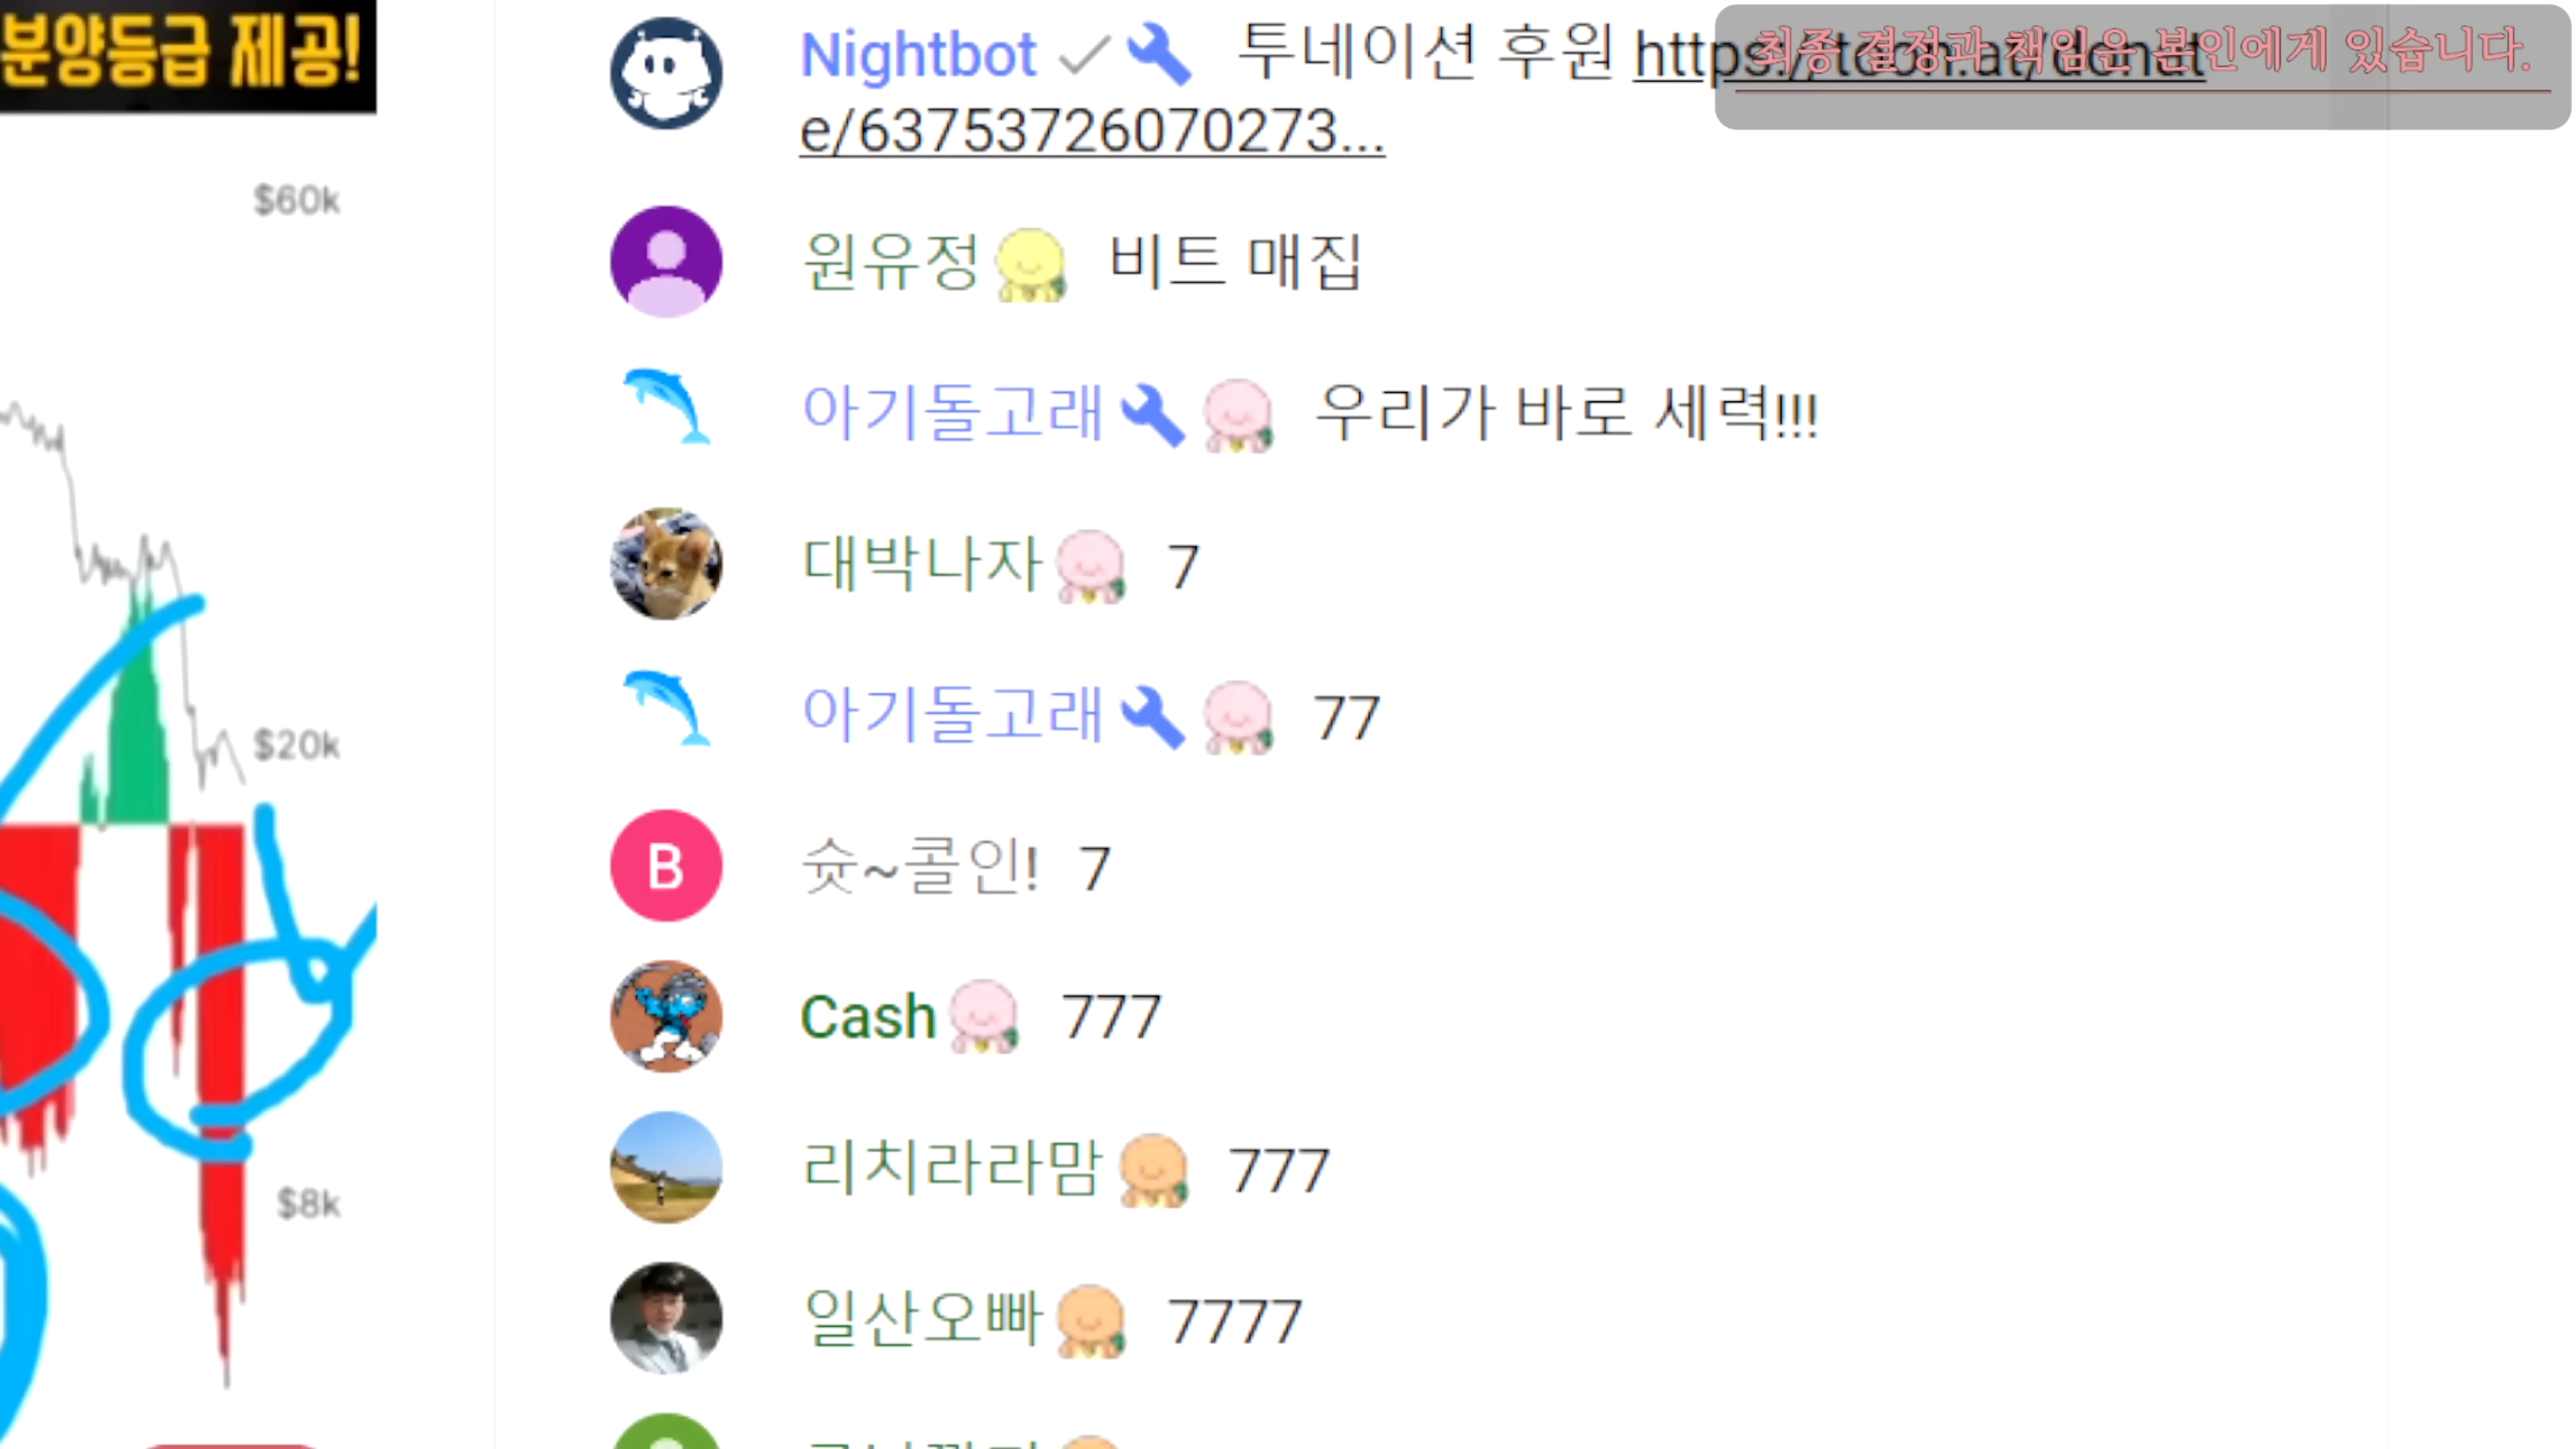 분양등급 제공!
$60k
$20k
$8k
최종 결정과 책임은 본인에게 있습니다.
Nightbot 투네이션 후원 https://toon.at/donat
e/63753726070273...
원유정 비트 매집
아기돌고래 우리가 바로 세력!!!
대박나자 7
아기돌고래 77
B 슛~콜인! 7
Cash 777
리치라라맘 777
일산오빠 7777